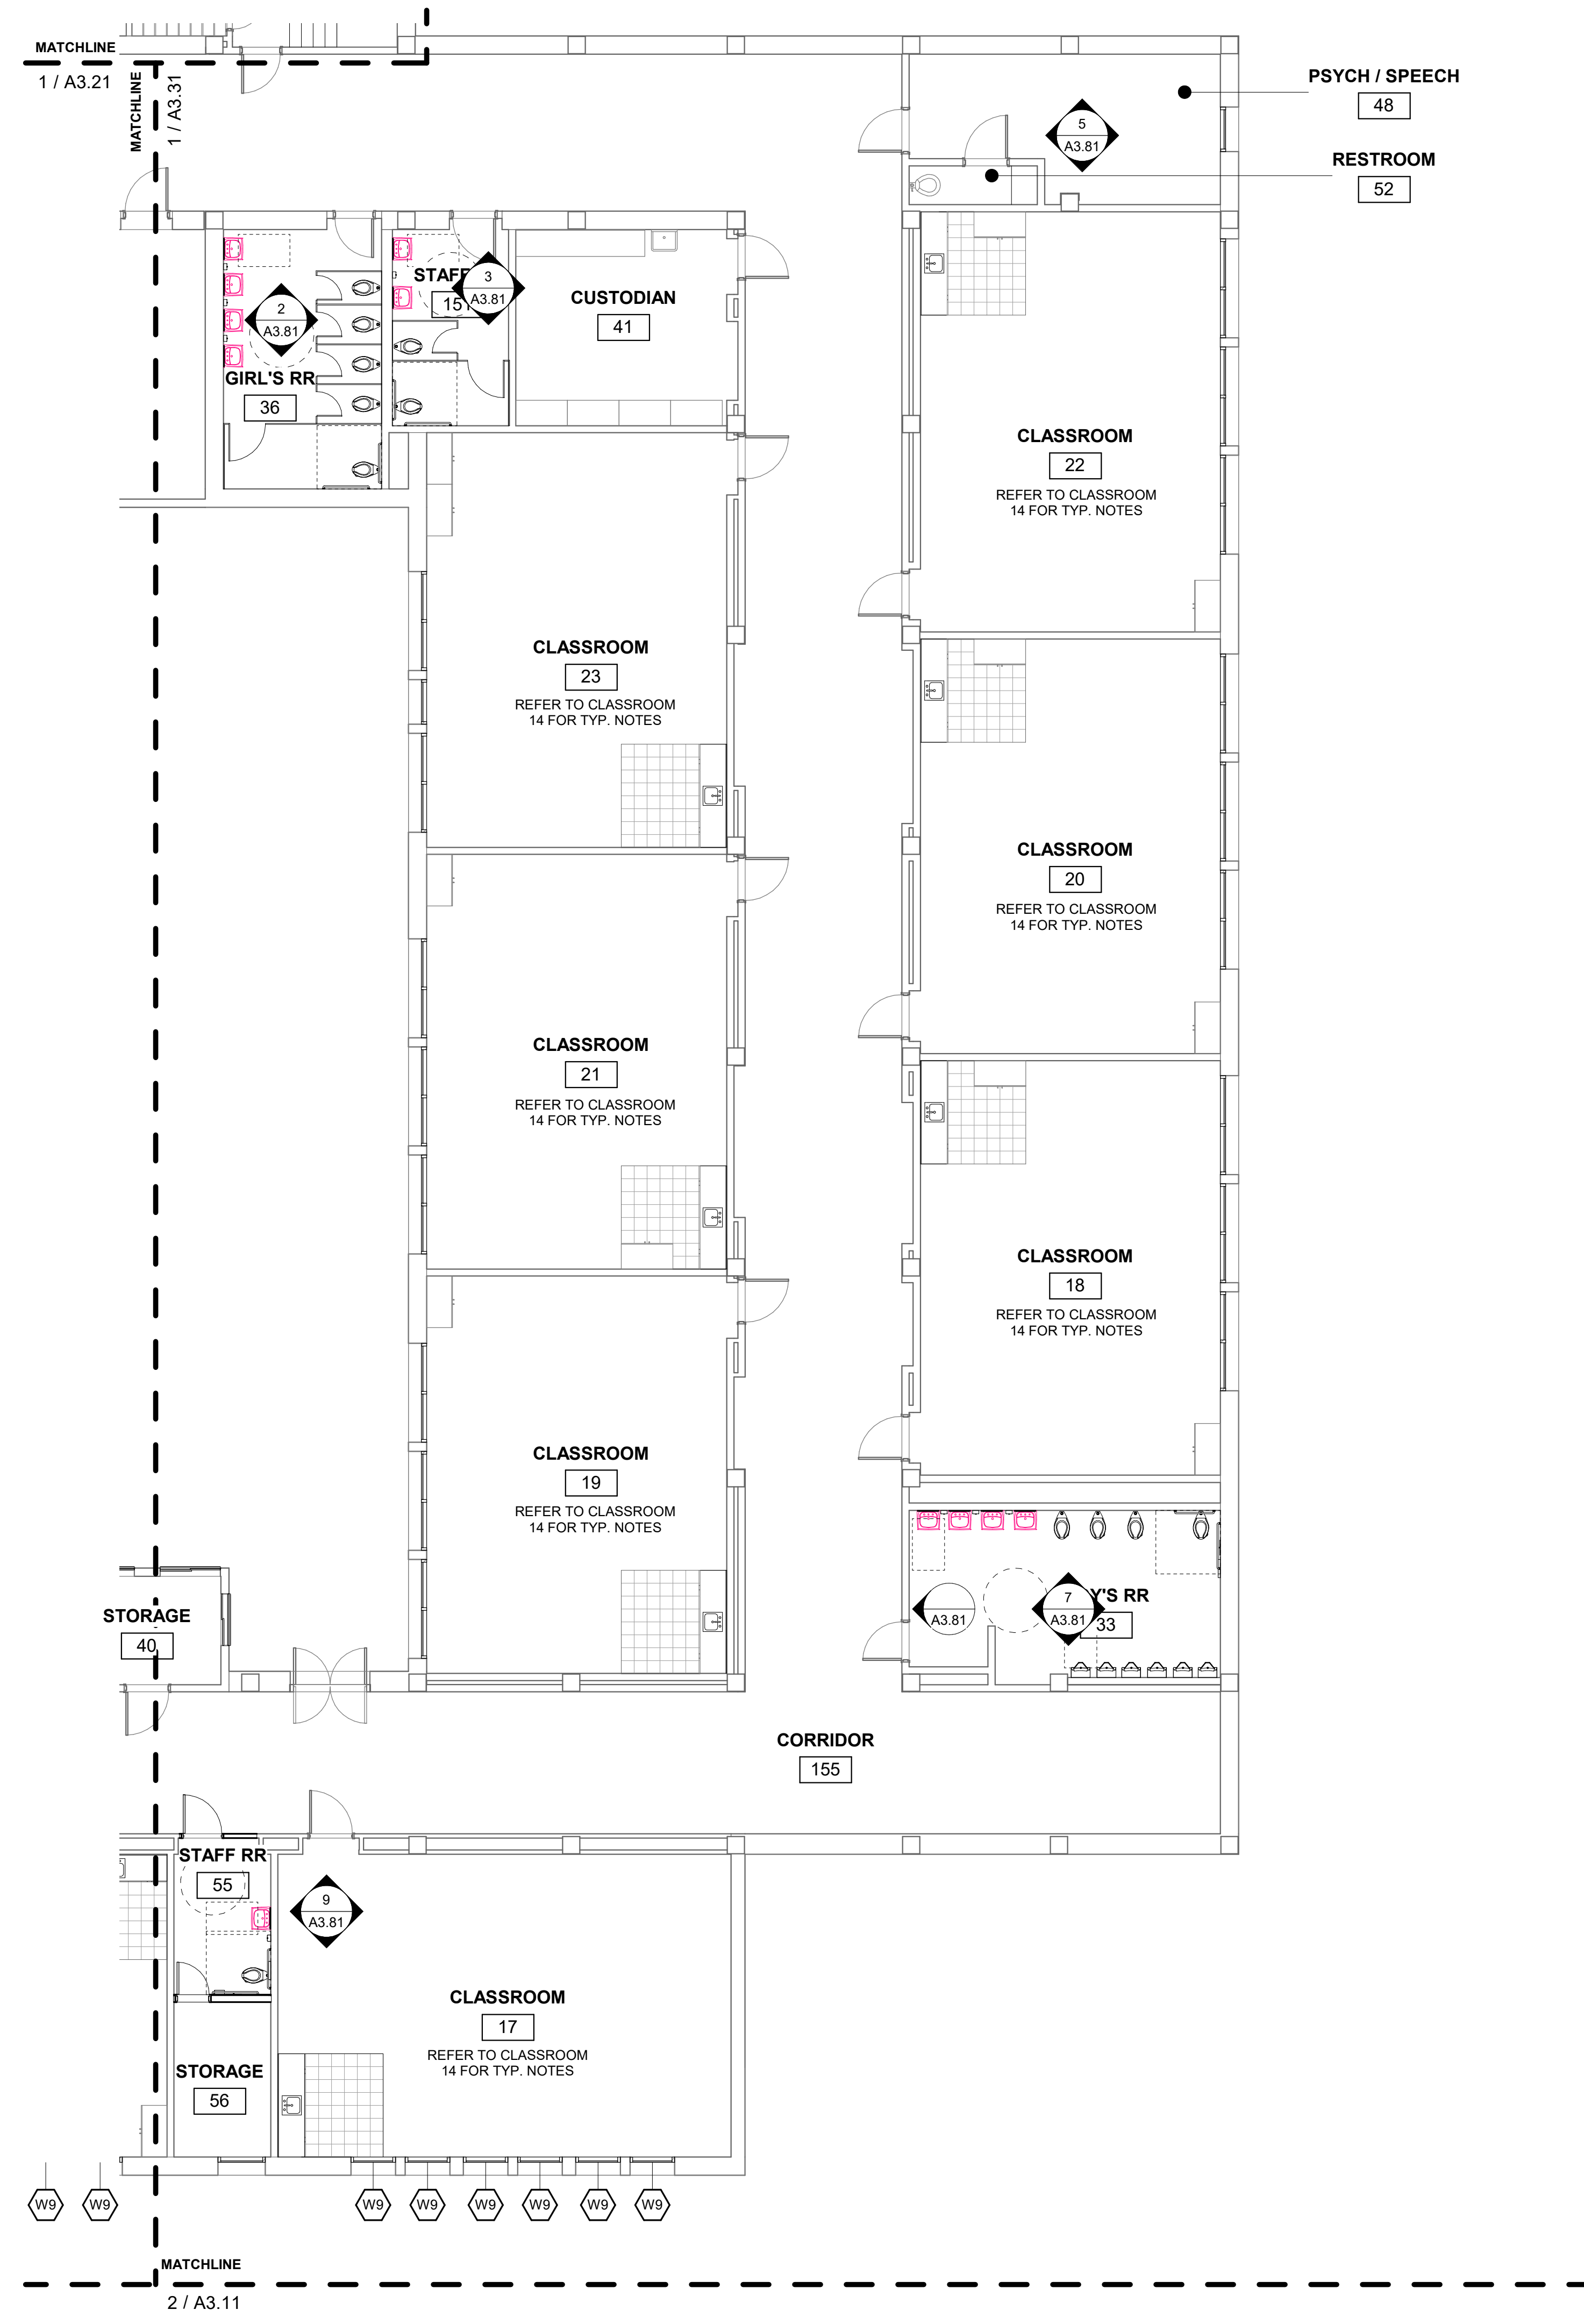 MATCHLINE
1 / A3.21
MATCHLINE
1 / A3.31
PSYCH / SPEECH
48
5
A3.81
RESTROOM
52
STAFF
151
3
A3.81
CUSTODIAN
41
2
A3.81
GIRL'S RR
36
CLASSROOM
22
REFER TO CLASSROOM
14 FOR TYP. NOTES
CLASSROOM
23
REFER TO CLASSROOM
14 FOR TYP. NOTES
CLASSROOM
20
REFER TO CLASSROOM
14 FOR TYP. NOTES
CLASSROOM
21
REFER TO CLASSROOM
14 FOR TYP. NOTES
CLASSROOM
18
REFER TO CLASSROOM
14 FOR TYP. NOTES
CLASSROOM
19
REFER TO CLASSROOM
14 FOR TYP. NOTES
STORAGE
40
A3.81
7
A3.81
Y'S RR
33
CORRIDOR
155
STAFF RR
55
9
A3.81
CLASSROOM
17
REFER TO CLASSROOM
14 FOR TYP. NOTES
STORAGE
56
W9
W9
W9
W9
W9
W9
W9
W9
MATCHLINE
2 / A3.11